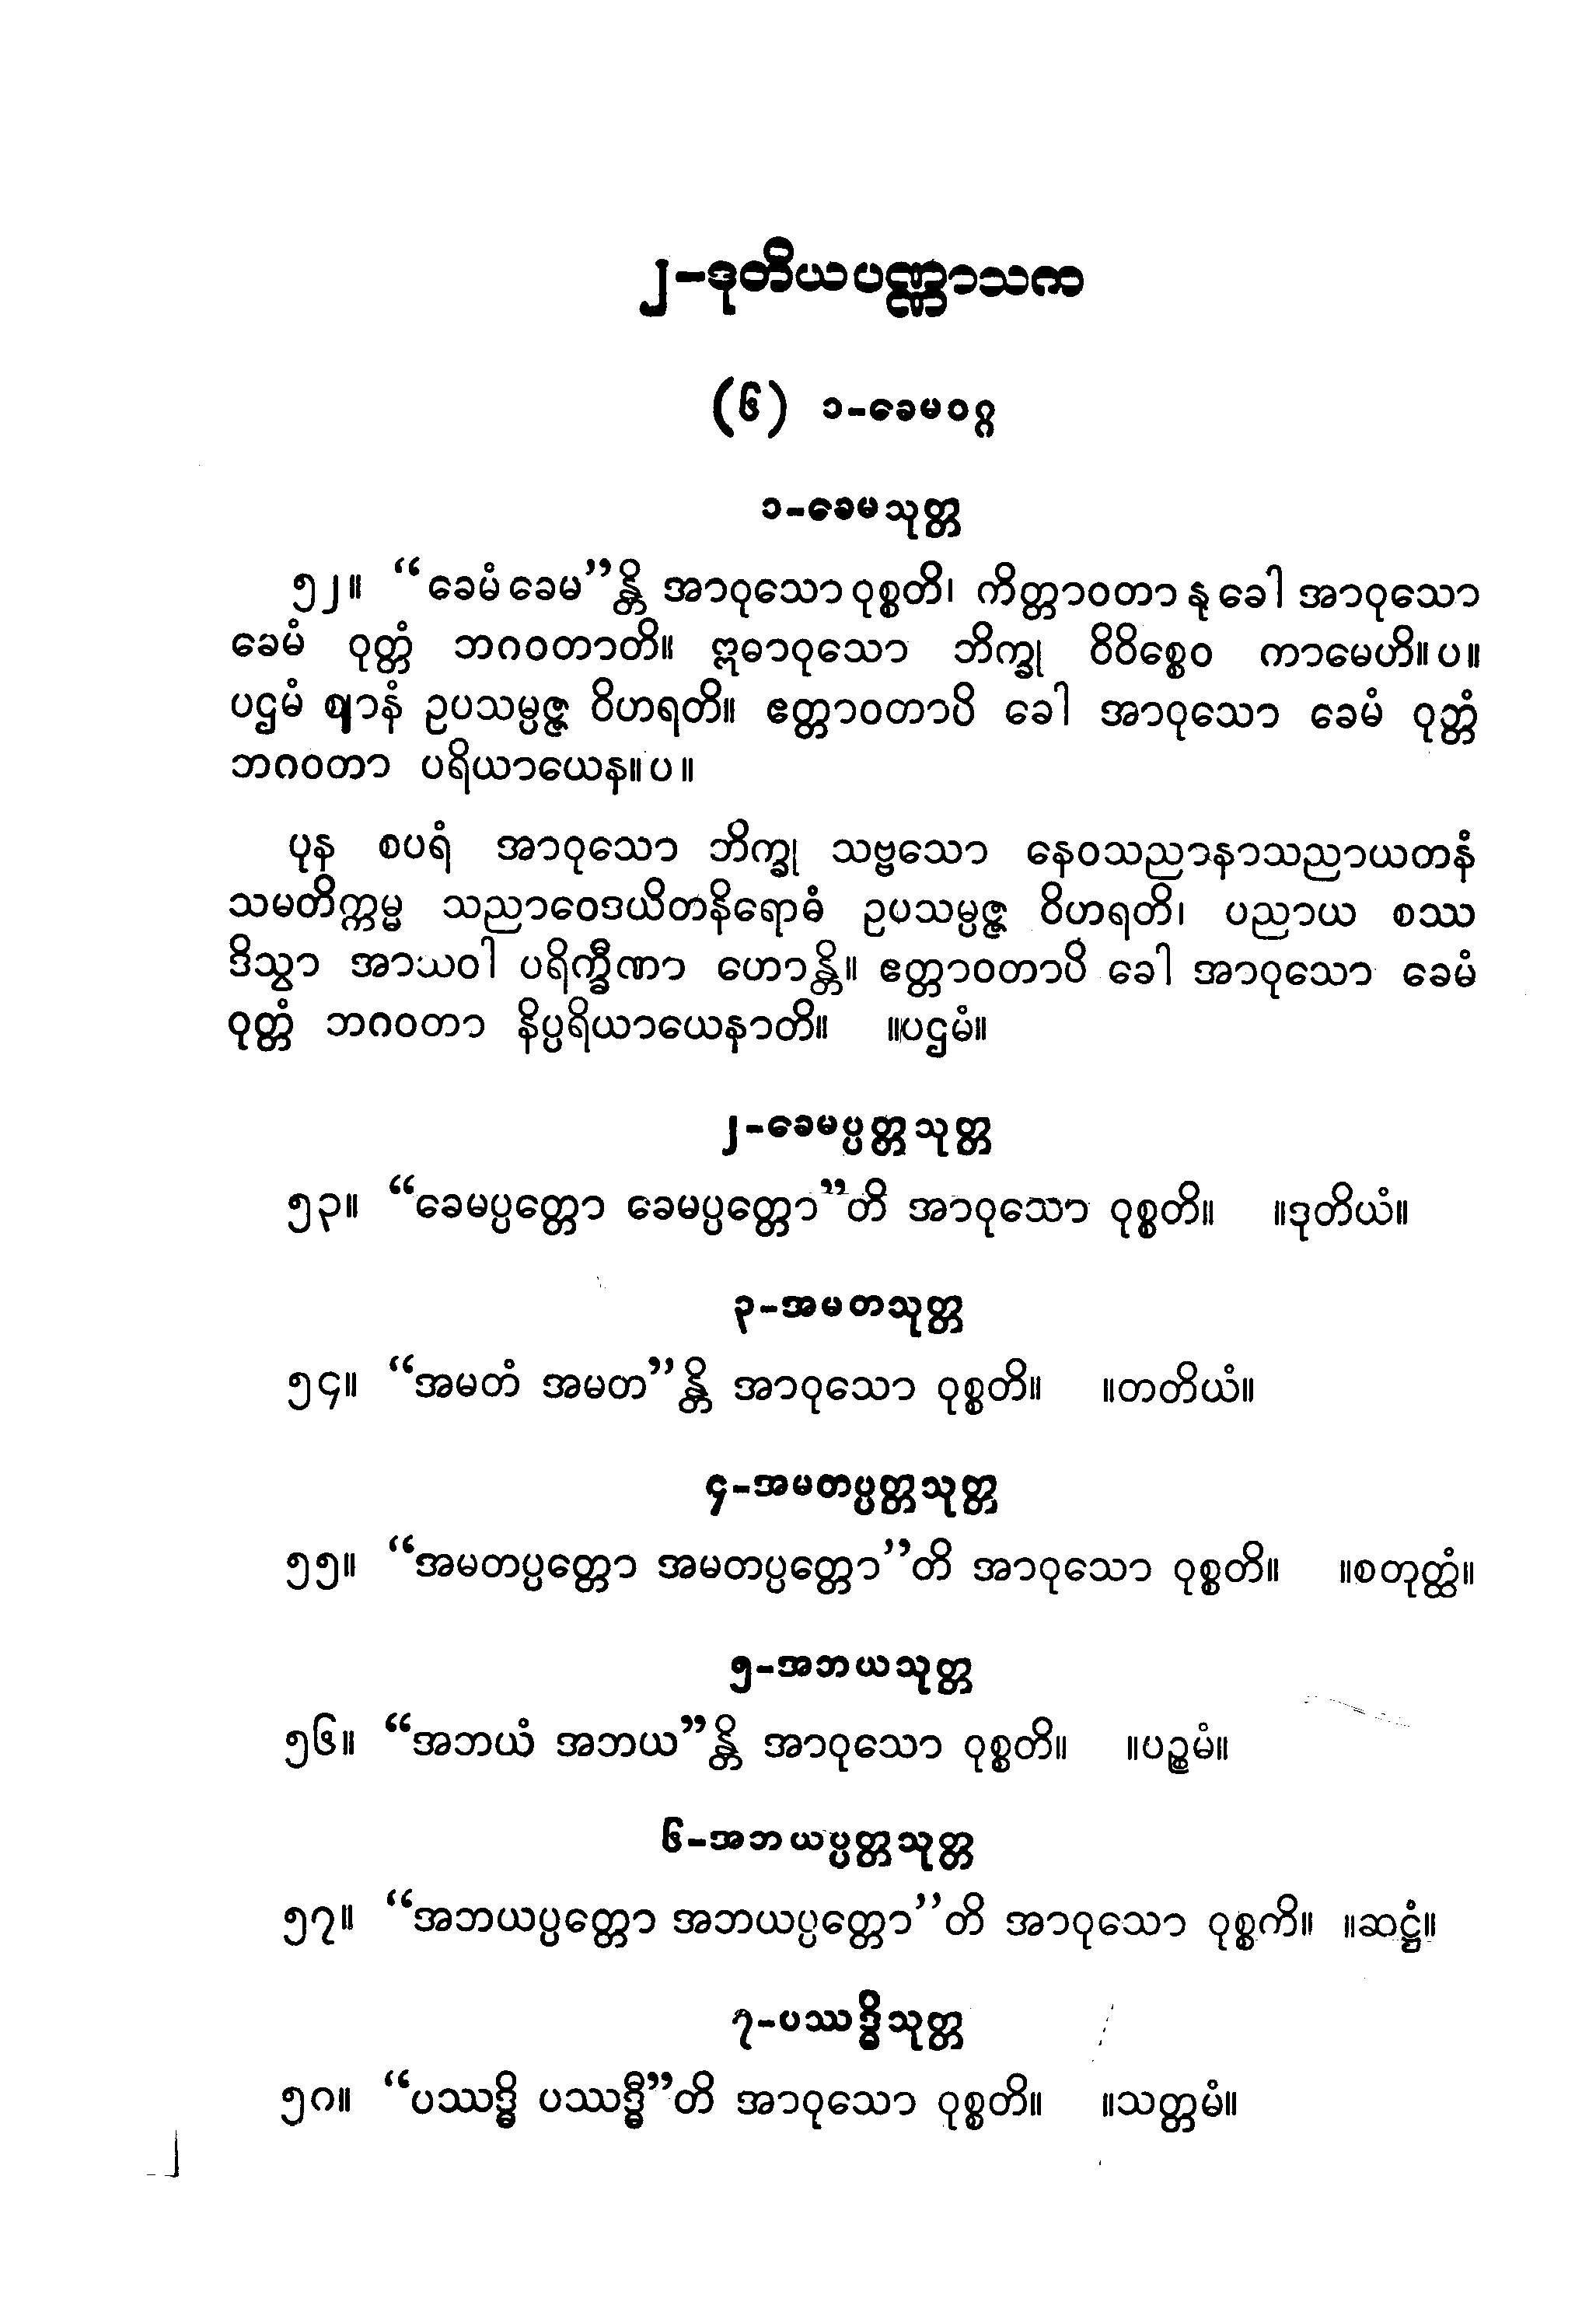 ၂-ဒုတိယပဏ္ဏာသက
(၆) ၁-ခေမဝဂ္ဂ
၁-ခေမသုတ္တ
၅၂။ “ခေမံ ခေမ”န္တိ အာဝုသော ဝုစ္စတိ၊ ကိတ္တာဝတာ နု ခေါ အာဝုသော
ခေမံ ဝုတ္တံ ဘဂဝတာတိ။ ဣဓာဝုသော ဘိက္ခု ဝိဝိစ္စေဝ ကာမေဟိ။ ပ။
ပဌမံ ဈာနံ ဥပသမ္ပဇ္ဇ ဝိဟရတိ။ ဧတ္တာဝတာပိ ခေါ အာဝုသော ခေမံ ဝုတ္တံ
ဘဂဝတာ ပရိယာယေန။ ပ။
ပုန စပရံ အာဝုသော ဘိက္ခု သဗ္ဗသော နေဝသညာနာသညာယတနံ
သမတိက္ကမ္မ သညာဝေဒယိတနိရောဓံ ဥပသမ္ပဇ္ဇ ဝိဟရတိ၊ ပညာယ စဿ
ဒိသွာ အာသဝါ ပရိက္ခီဏာ ဟောန္တိ။ ဧတ္တာဝတာပိ ခေါ အာဝုသော ခေမံ
ဝုတ္တံ ဘဂဝတာ နိပ္ပရိယာယေနာတိ။ ။ပဌမံ။
၂-ခေမပ္ပတ္တသုတ္တ
၅၃။ “ခေမပ္ပတ္တော ခေမပ္ပတ္တော”တိ အာဝုသော ဝုစ္စတိ။ ။ဒုတိယံ။
၃-အမတသုတ္တ
၅၄။ “အမတံ အမတ”န္တိ အာဝုသော ဝုစ္စတိ။ ။တတိယံ။
၄-အမတပ္ပတ္တသုတ္တ
၅၅။ “အမတပ္ပတ္တော အမတပ္ပတ္တော”တိ အာဝုသော ဝုစ္စတိ။ ။စတုတ္ထံ။
၅-အဘယသုတ္တ
၅၆။ “အဘယံ အဘယ”န္တိ အာဝုသော ဝုစ္စတိ။ ။ပဉ္စမံ။
၆-အဘယပ္ပတ္တသုတ္တ
၅၇။ “အဘယပ္ပတ္တော အဘယပ္ပတ္တော”တိ အာဝုသော ဝုစ္စကိ။ ။ဆဋ္ဌံ။
၇-ပဿဒ္ဓိသုတ္တ
၅၈။ “ပဿဒ္ဓိ ပဿဒ္ဓီ”တိ အာဝုသော ဝုစ္စတိ။ ။သတ္တမံ။